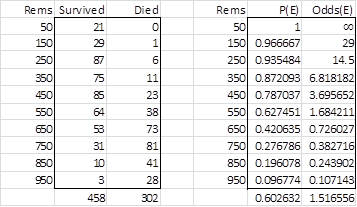 Rems Survived Died Rems P(E) Odds(E)
50 21 0 50 1 ∞
150 29 1 150 0.966667 29
250 87 6 250 0.935484 14.5
350 75 11 350 0.872093 6.818182
450 85 23 450 0.787037 3.695652
550 64 38 550 0.627451 1.684211
650 53 73 650 0.420635 0.726027
750 31 81 750 0.276786 0.382716
850 10 41 850 0.196078 0.243902
950 3 28 950 0.096774 0.107143
458 302 0.602632 1.516556